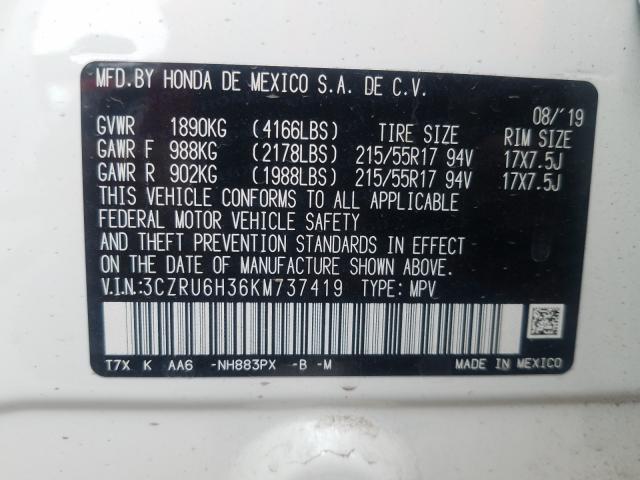 MFD.BY HONDA DE MEXICO S.A. DE C.V.
08/'19
GVWR 1890KG (4166LBS) TIRE SIZE RIM SIZE
GAWR F 988KG (2178LBS) 215/55R17 94V 17X7.5J
GAWR R 902KG (1988LBS) 215/55R17 94V 17X7.5J
THIS VEHICLE CONFORMS TO ALL APPLICABLE
FEDERAL MOTOR VEHICLE SAFETY
AND THEFT PREVENTION STANDARDS IN EFFECT
ON THE DATE OF MANUFACTURE SHOWN ABOVE.
V.I.N:3CZRU6H36KM737419 TYPE: MPV
T7X K AA6 -NH883PX -B -M MADE IN MEXICO